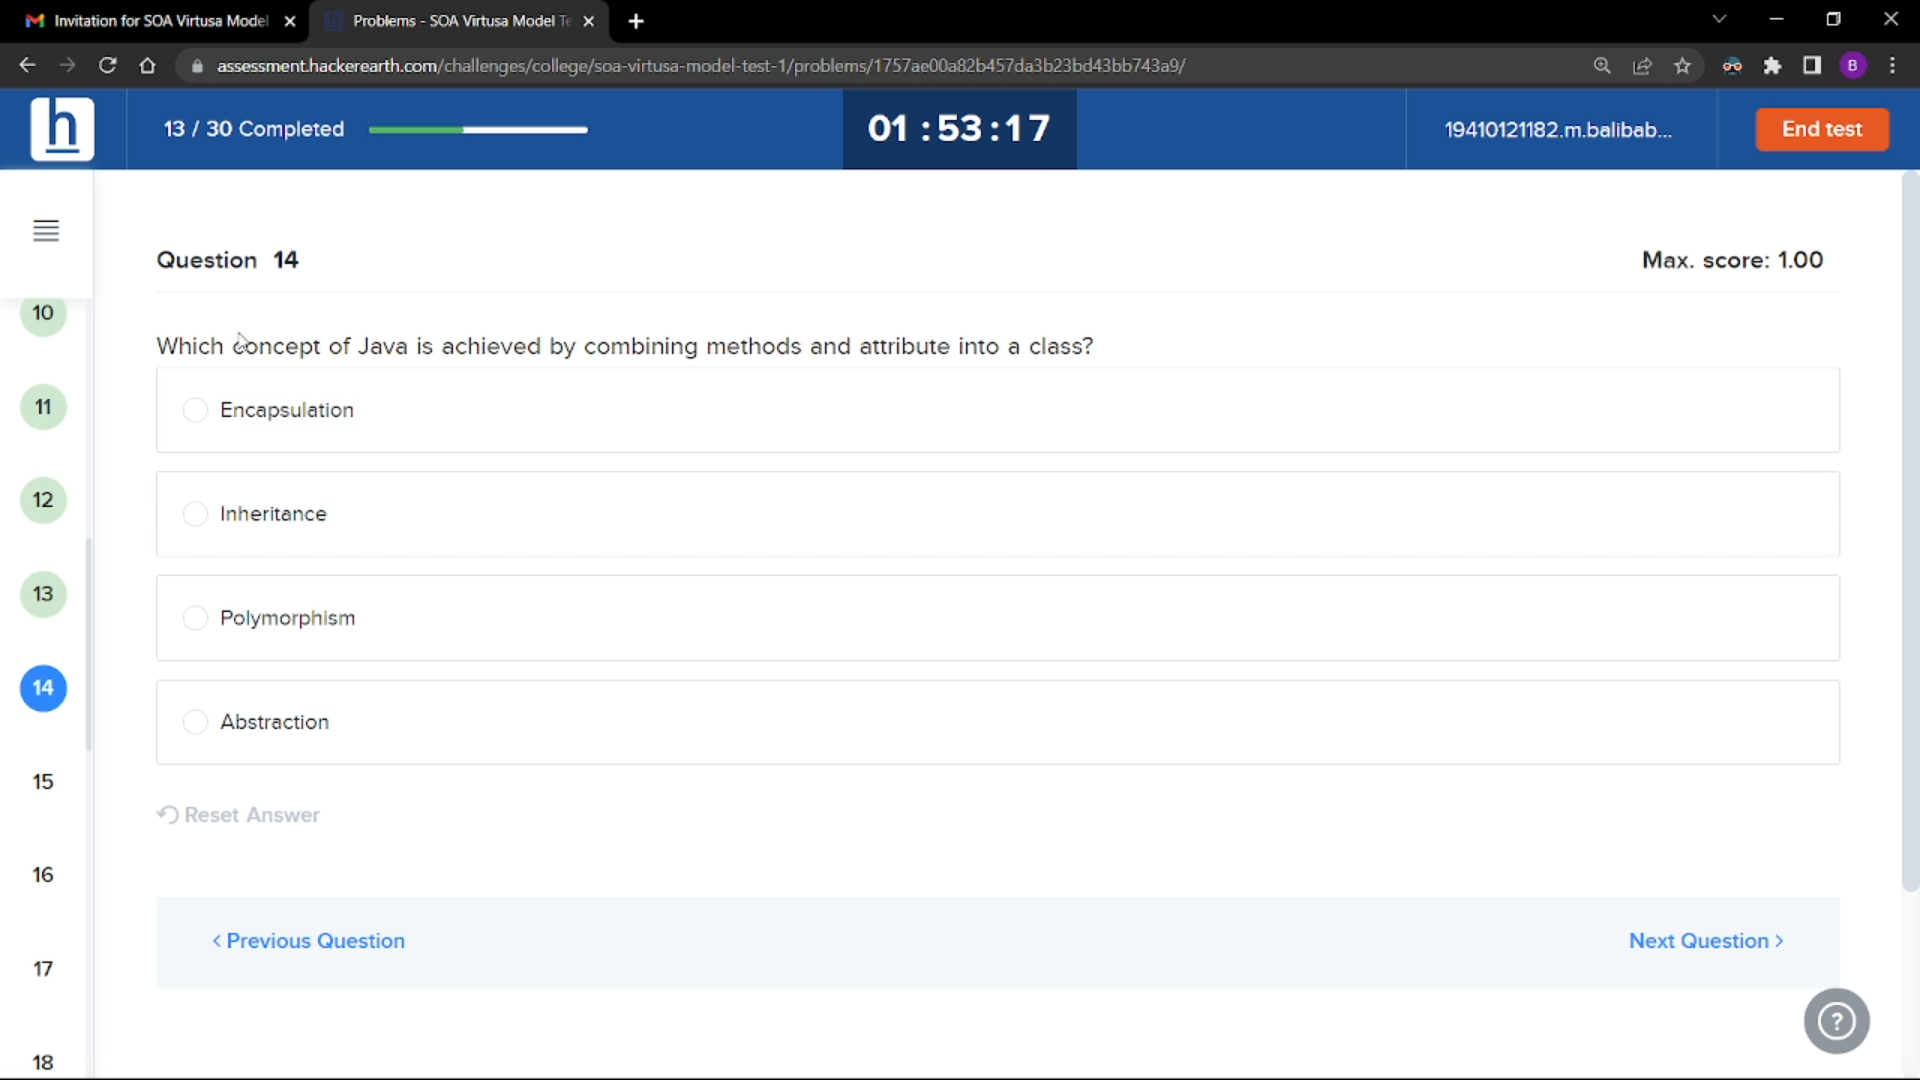 Invitation for SOA Virtusa Model
Problems - SOA Virtusa Model Te
assessment.hackerearth.com/challenges/college/soa-virtusa-model-test-1/problems/1757ae00a82b457da3b23bd43bb743a9/
B
h
13 / 30 Completed
01 : 53 : 17
19410121182.m.balibab...
End test
Question 14
Max. score: 1.00
10
Which concept of Java is achieved by combining methods and attribute into a class?
11
Encapsulation
12
Inheritance
13
Polymorphism
14
Abstraction
15
Reset Answer
16
< Previous Question
Next Question >
17
?
18